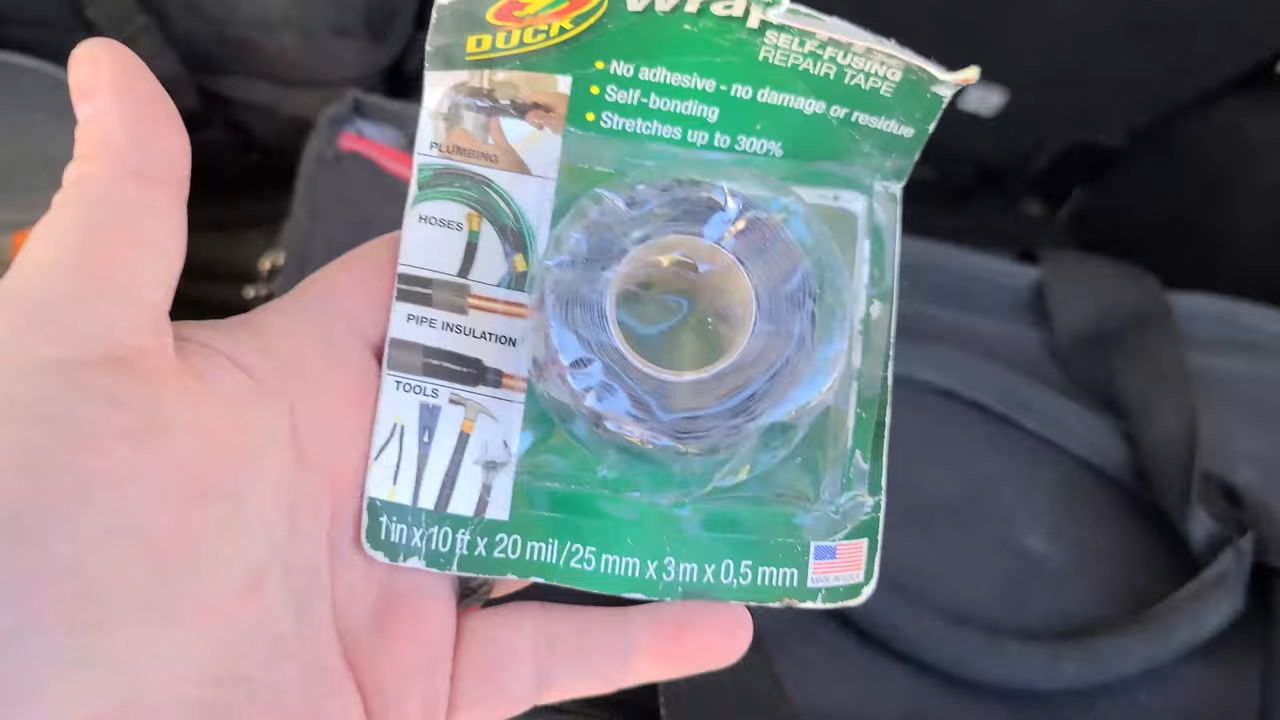 DUCK
Wrap
SELF-FUSING
REPAIR TAPE
• No adhesive - no damage or residue
• Self-bonding
• Stretches up to 300%
PLUMBING
HOSES
PIPE INSULATION
TOOLS
1 in x 10 ft x 20 mil/25 mm x 3 m x 0,5 mm